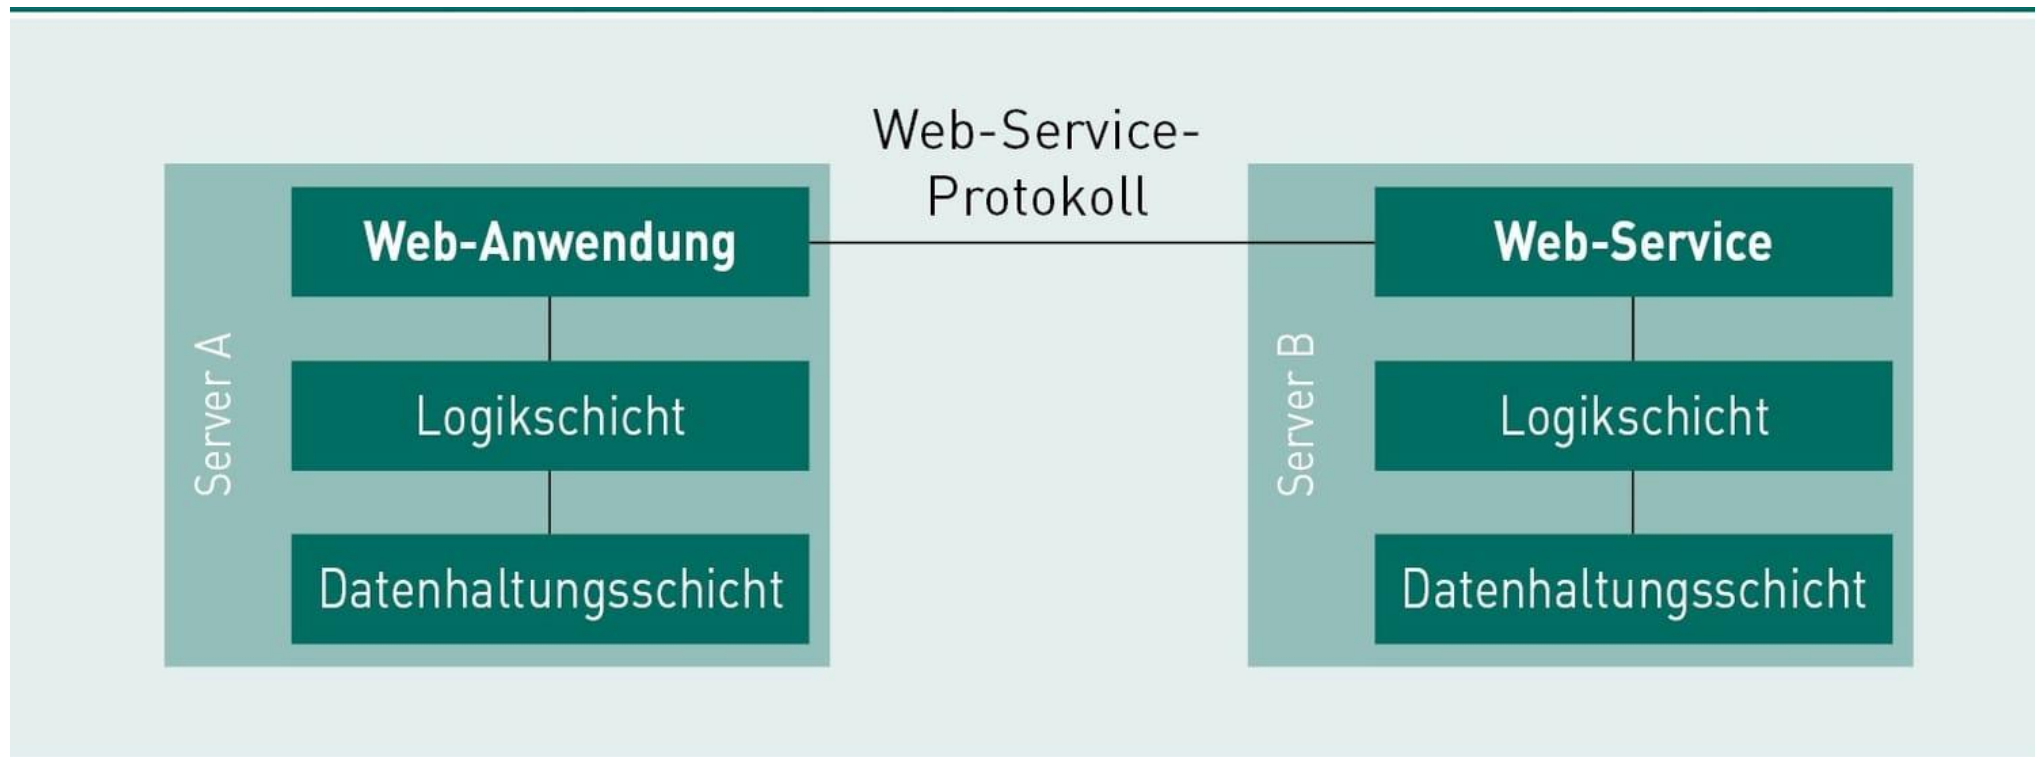 Web-Service-
Protokoll
Server A
Web-Anwendung
Logikschicht
Datenhaltungsschicht
Server B
Web-Service
Logikschicht
Datenhaltungsschicht